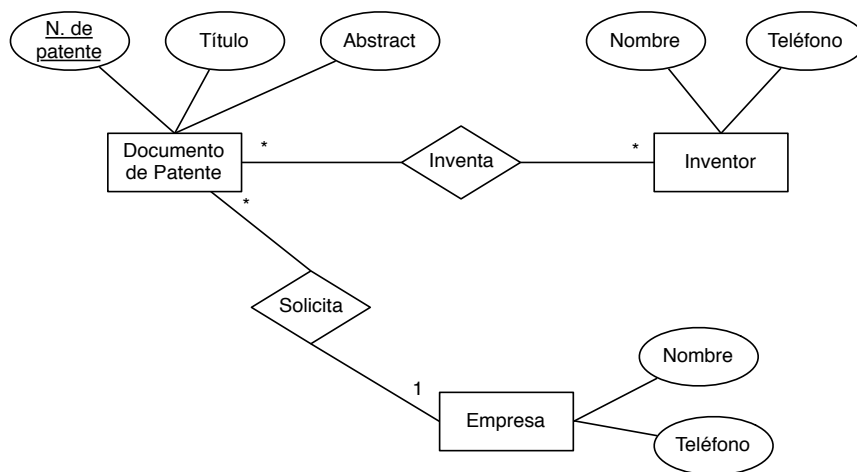 N. de
patente
Título
Abstract
Nombre
Teléfono
Documento
de Patente
*
Inventa
*
Inventor
*
Solicita
1
Empresa
Nombre
Teléfono